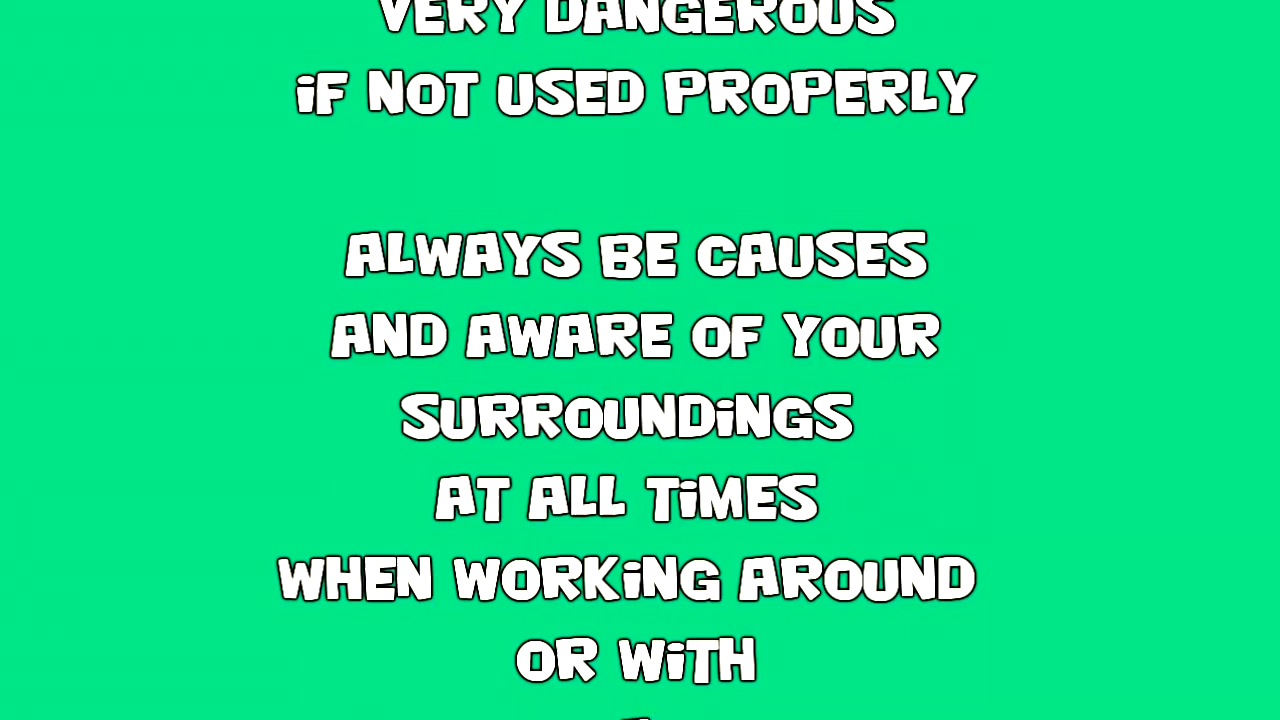 VERY DANGEROUS
iF NOT USED PROPERLY
ALWAYS BE CAUSES
AND AWARE OF YOUR
SURROUNDiNGS
AT ALL TiMES
WHEN WORKiNG AROUND
OR WiTH